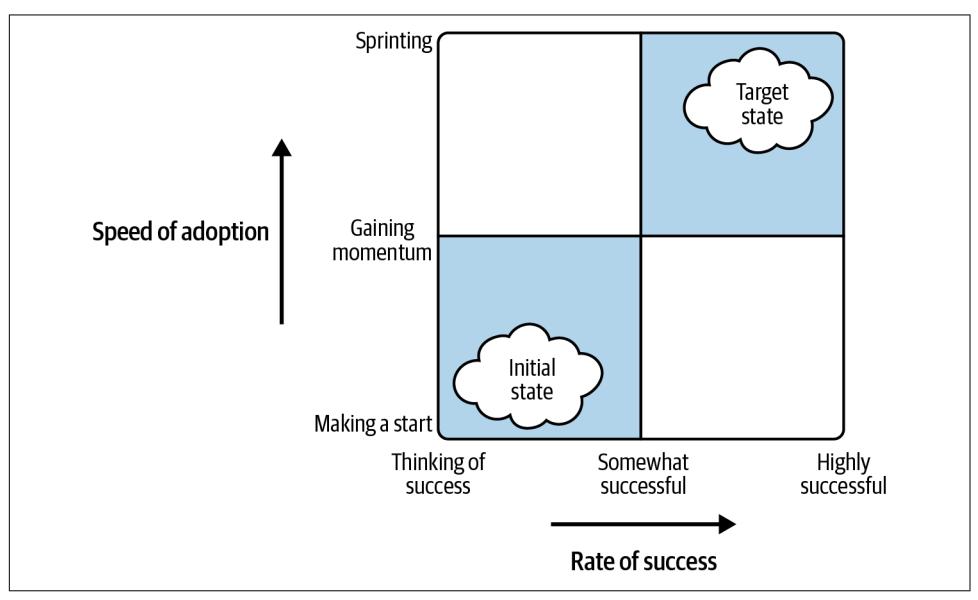 Sprinting
Target
state
Speed of adoption
Gaining
momentum
Initial
state
Making a start
Thinking of
success
Somewhat
successful
Highly
successful
Rate of success